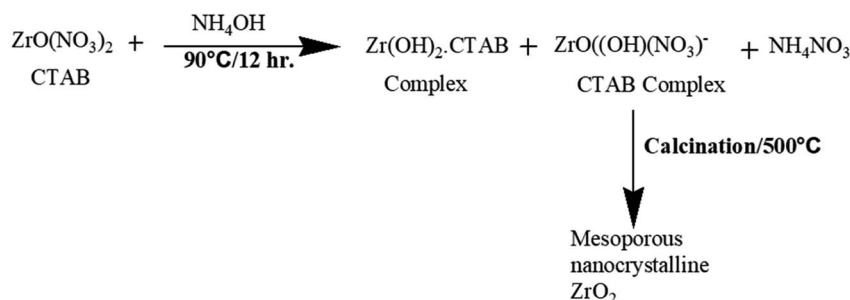 ZrO(NO₃)₂ +
CTAB
NH₄OH
90°C/12 hr.
Zr(OH)₂.CTAB + ZrO((OH)(NO₃)⁻ + NH₄NO₃
Complex
CTAB Complex
Calcination/500°C
Mesoporous
nanocrystalline
ZrO₂